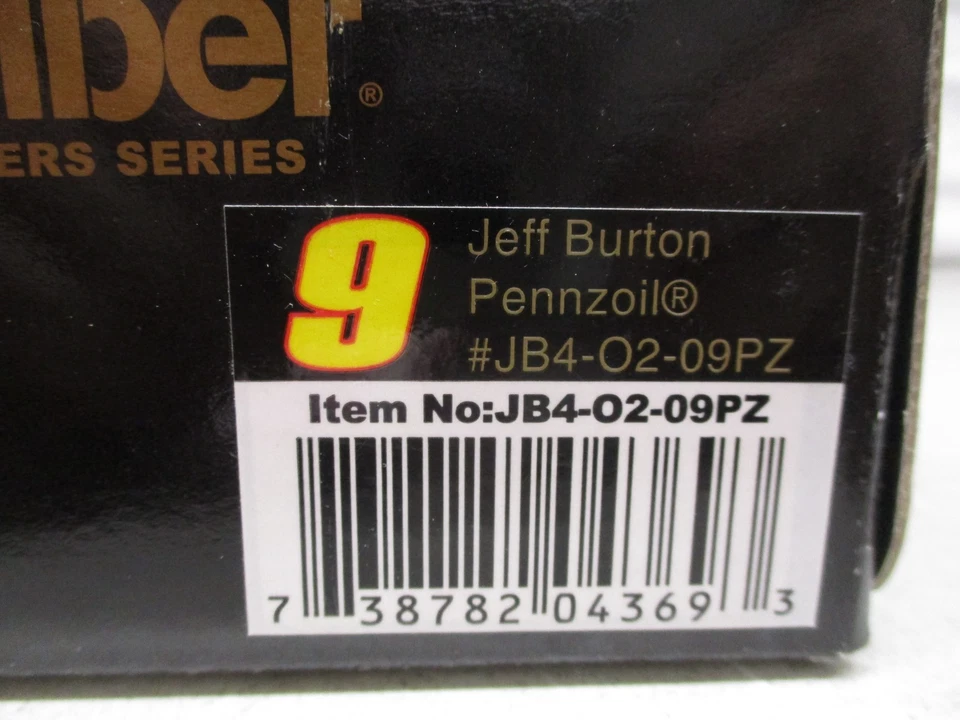 ber®
ERS SERIES
9
Jeff Burton
Pennzoil®
#JB4-O2-09PZ
Item No:JB4-O2-09PZ
7 38782 04369 3